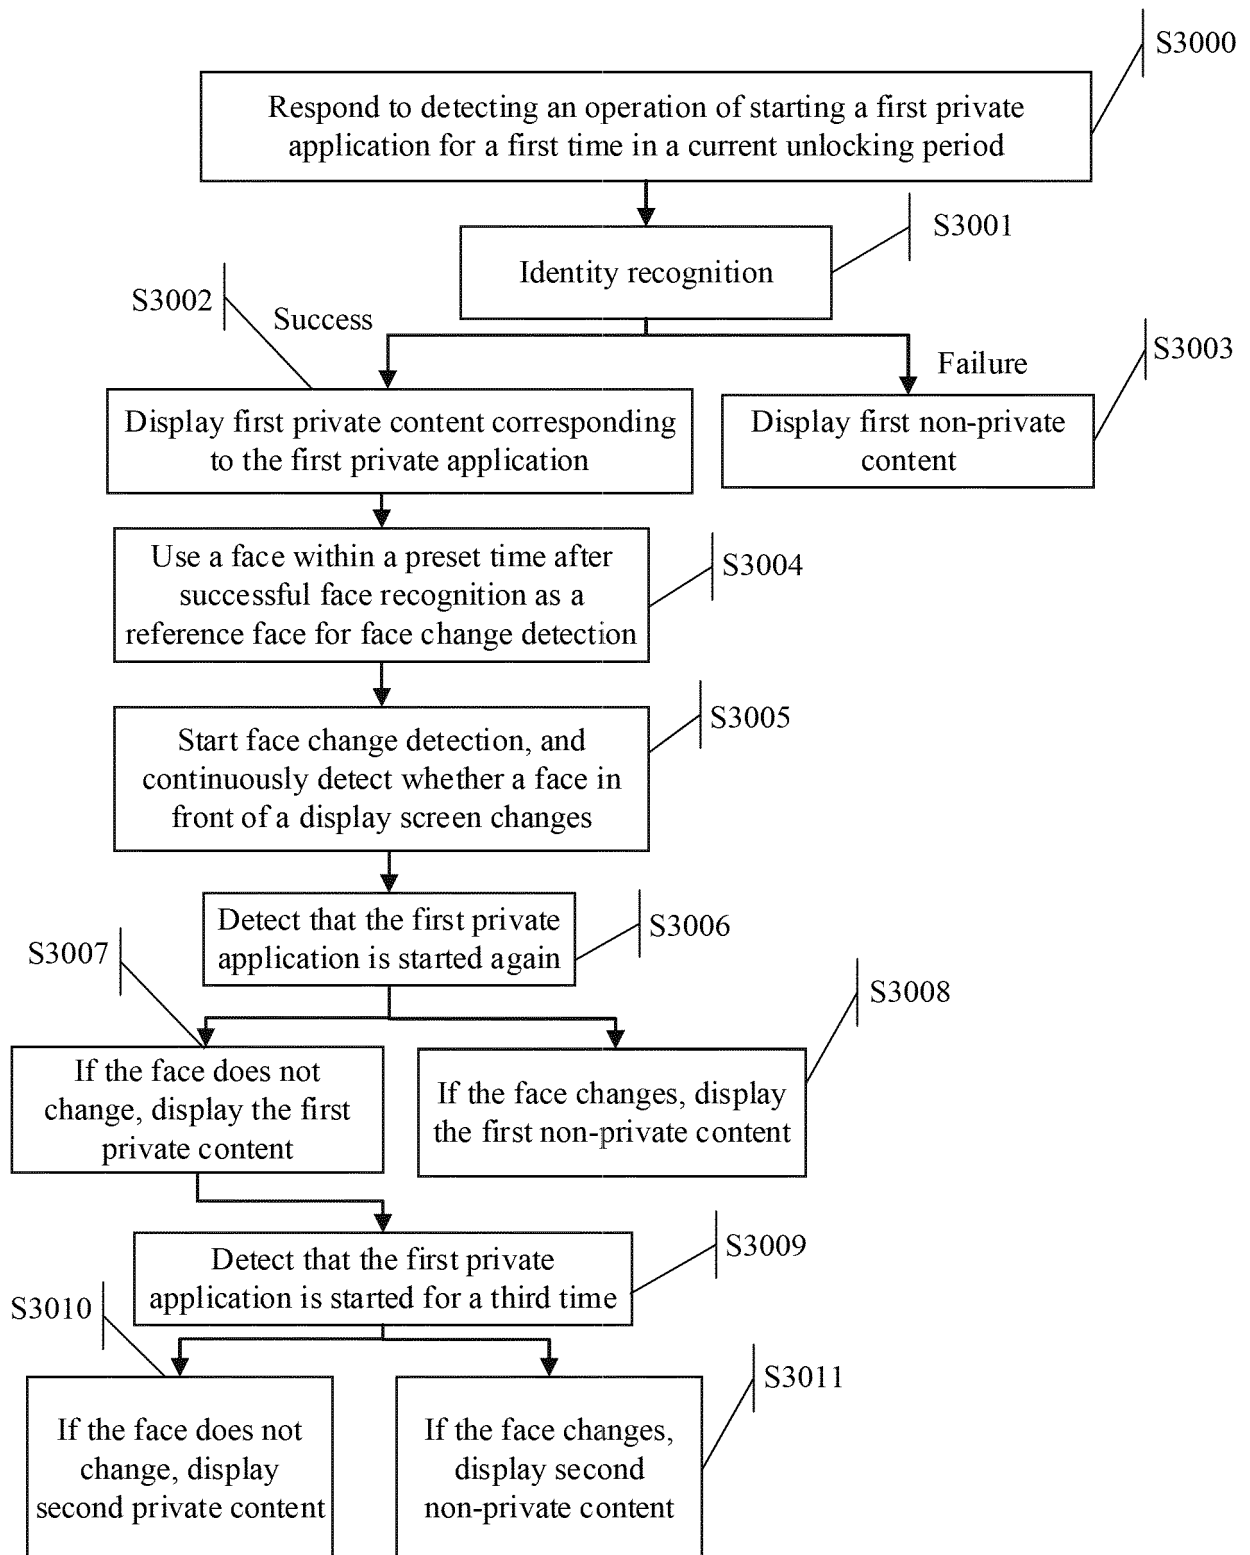 S3000
Respond to detecting an operation of starting a first private
application for a first time in a current unlocking period
S3001
Identity recognition
S3002
Success
S3003
Failure
Display first private content corresponding
to the first private application
Display first non-private
content
Use a face within a preset time after
successful face recognition as a
reference face for face change detection
S3004
Start face change detection, and
continuously detect whether a face in
front of a display screen changes
S3005
Detect that the first private
application is started again
S3006
S3007
S3008
If the face does not
change, display the first
private content
If the face changes, display
the first non-private content
Detect that the first private
application is started for a third time
S3009
S3010
S3011
If the face does not
change, display
second private content
If the face changes,
display second
non-private content